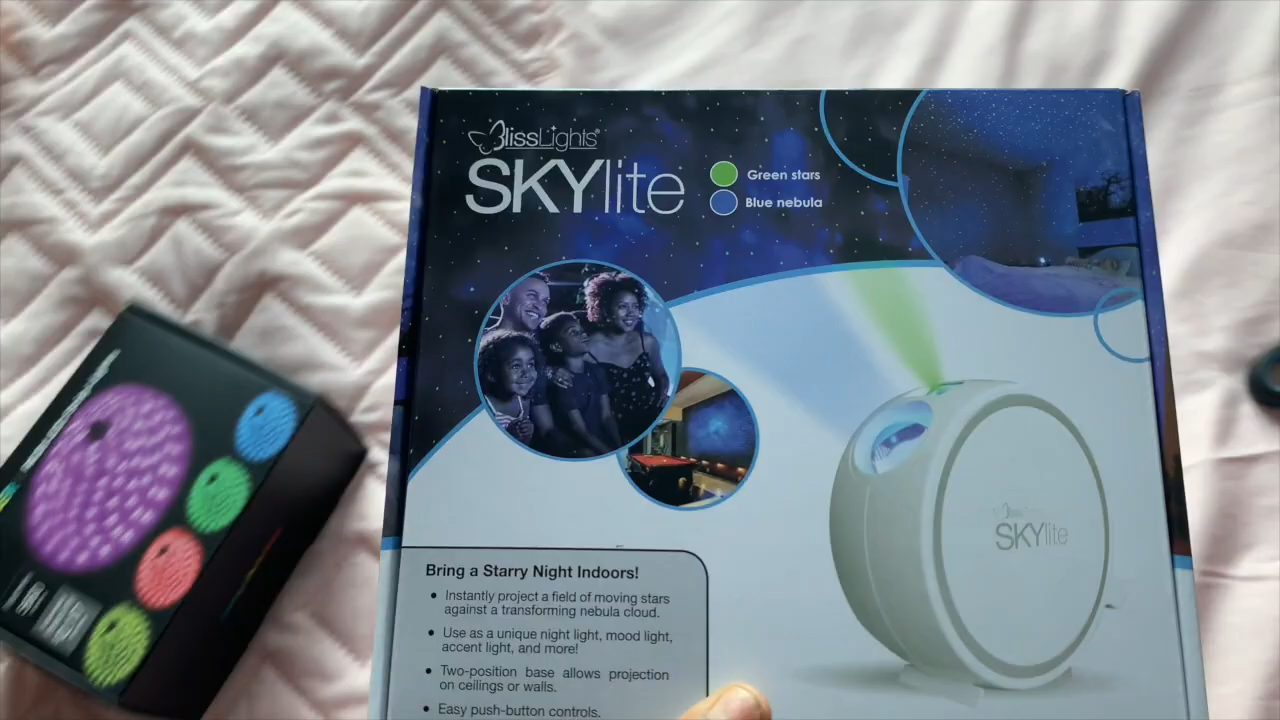 BlissLights®
SKYlite
Green stars
Blue nebula
SKYlite
Bring a Starry Night Indoors!
• Instantly project a field of moving stars
against a transforming nebula cloud.
• Use as a unique night light, mood light,
accent light, and more!
• Two-position base allows projection
on ceilings or walls.
• Easy push-button controls.